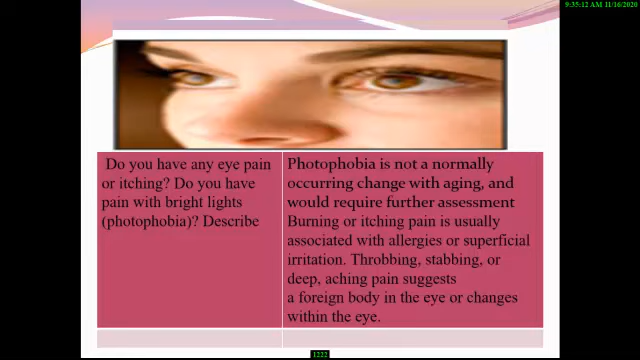 9:35:12 AM 11/16/2020
Do you have any eye pain
or itching? Do you have
pain with bright lights
(photophobia)? Describe
Photophobia is not a normally
occurring change with aging, and
would require further assessment
Burning or itching pain is usually
associated with allergies or superficial
irritation. Throbbing, stabbing, or
deep, aching pain suggests
a foreign body in the eye or changes
within the eye.
1222